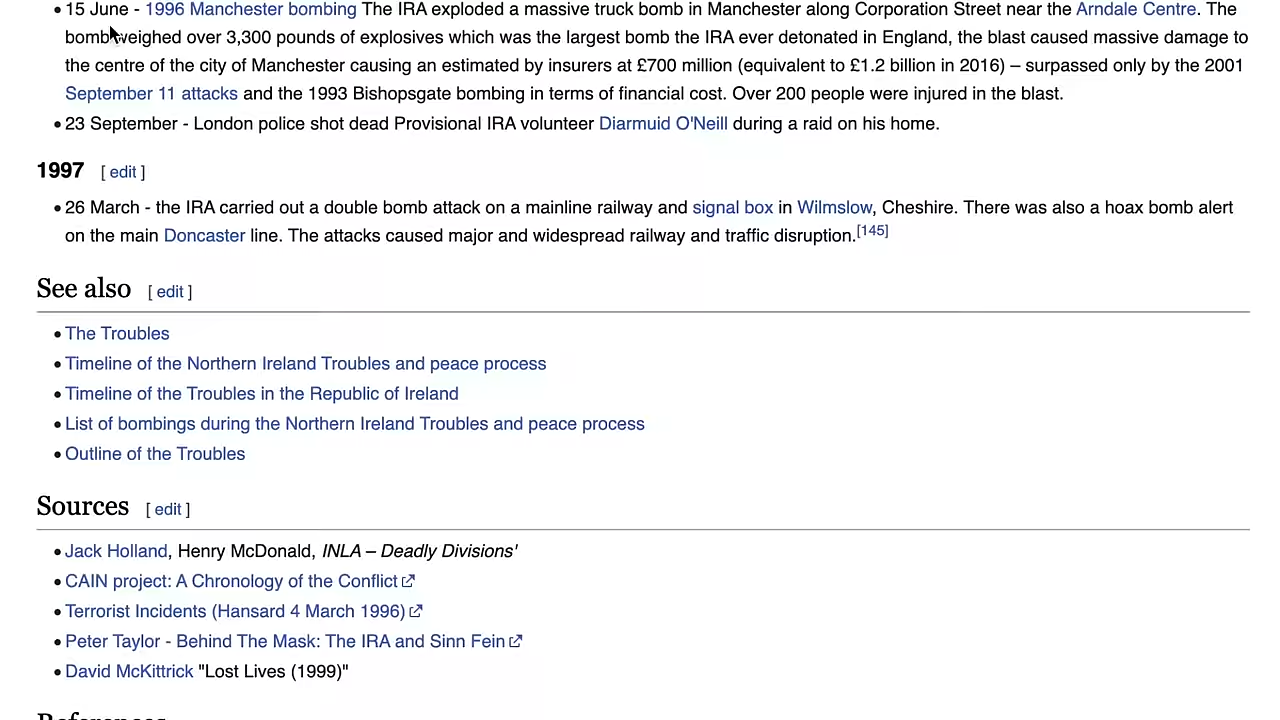 • 15 June - 1996 Manchester bombing The IRA exploded a massive truck bomb in Manchester along Corporation Street near the Arndale Centre. The
bomb weighed over 3,300 pounds of explosives which was the largest bomb the IRA ever detonated in England, the blast caused massive damage to
the centre of the city of Manchester causing an estimated by insurers at £700 million (equivalent to £1.2 billion in 2016) – surpassed only by the 2001
September 11 attacks and the 1993 Bishopsgate bombing in terms of financial cost. Over 200 people were injured in the blast.
• 23 September - London police shot dead Provisional IRA volunteer Diarmuid O'Neill during a raid on his home.
1997 [ edit ]
• 26 March - the IRA carried out a double bomb attack on a mainline railway and signal box in Wilmslow, Cheshire. There was also a hoax bomb alert
on the main Doncaster line. The attacks caused major and widespread railway and traffic disruption.[145]
See also [ edit ]
• The Troubles
• Timeline of the Northern Ireland Troubles and peace process
• Timeline of the Troubles in the Republic of Ireland
• List of bombings during the Northern Ireland Troubles and peace process
• Outline of the Troubles
Sources [ edit ]
• Jack Holland, Henry McDonald, INLA – Deadly Divisions'
• CAIN project: A Chronology of the Conflict
• Terrorist Incidents (Hansard 4 March 1996)
• Peter Taylor - Behind The Mask: The IRA and Sinn Fein
• David McKittrick "Lost Lives (1999)"
References